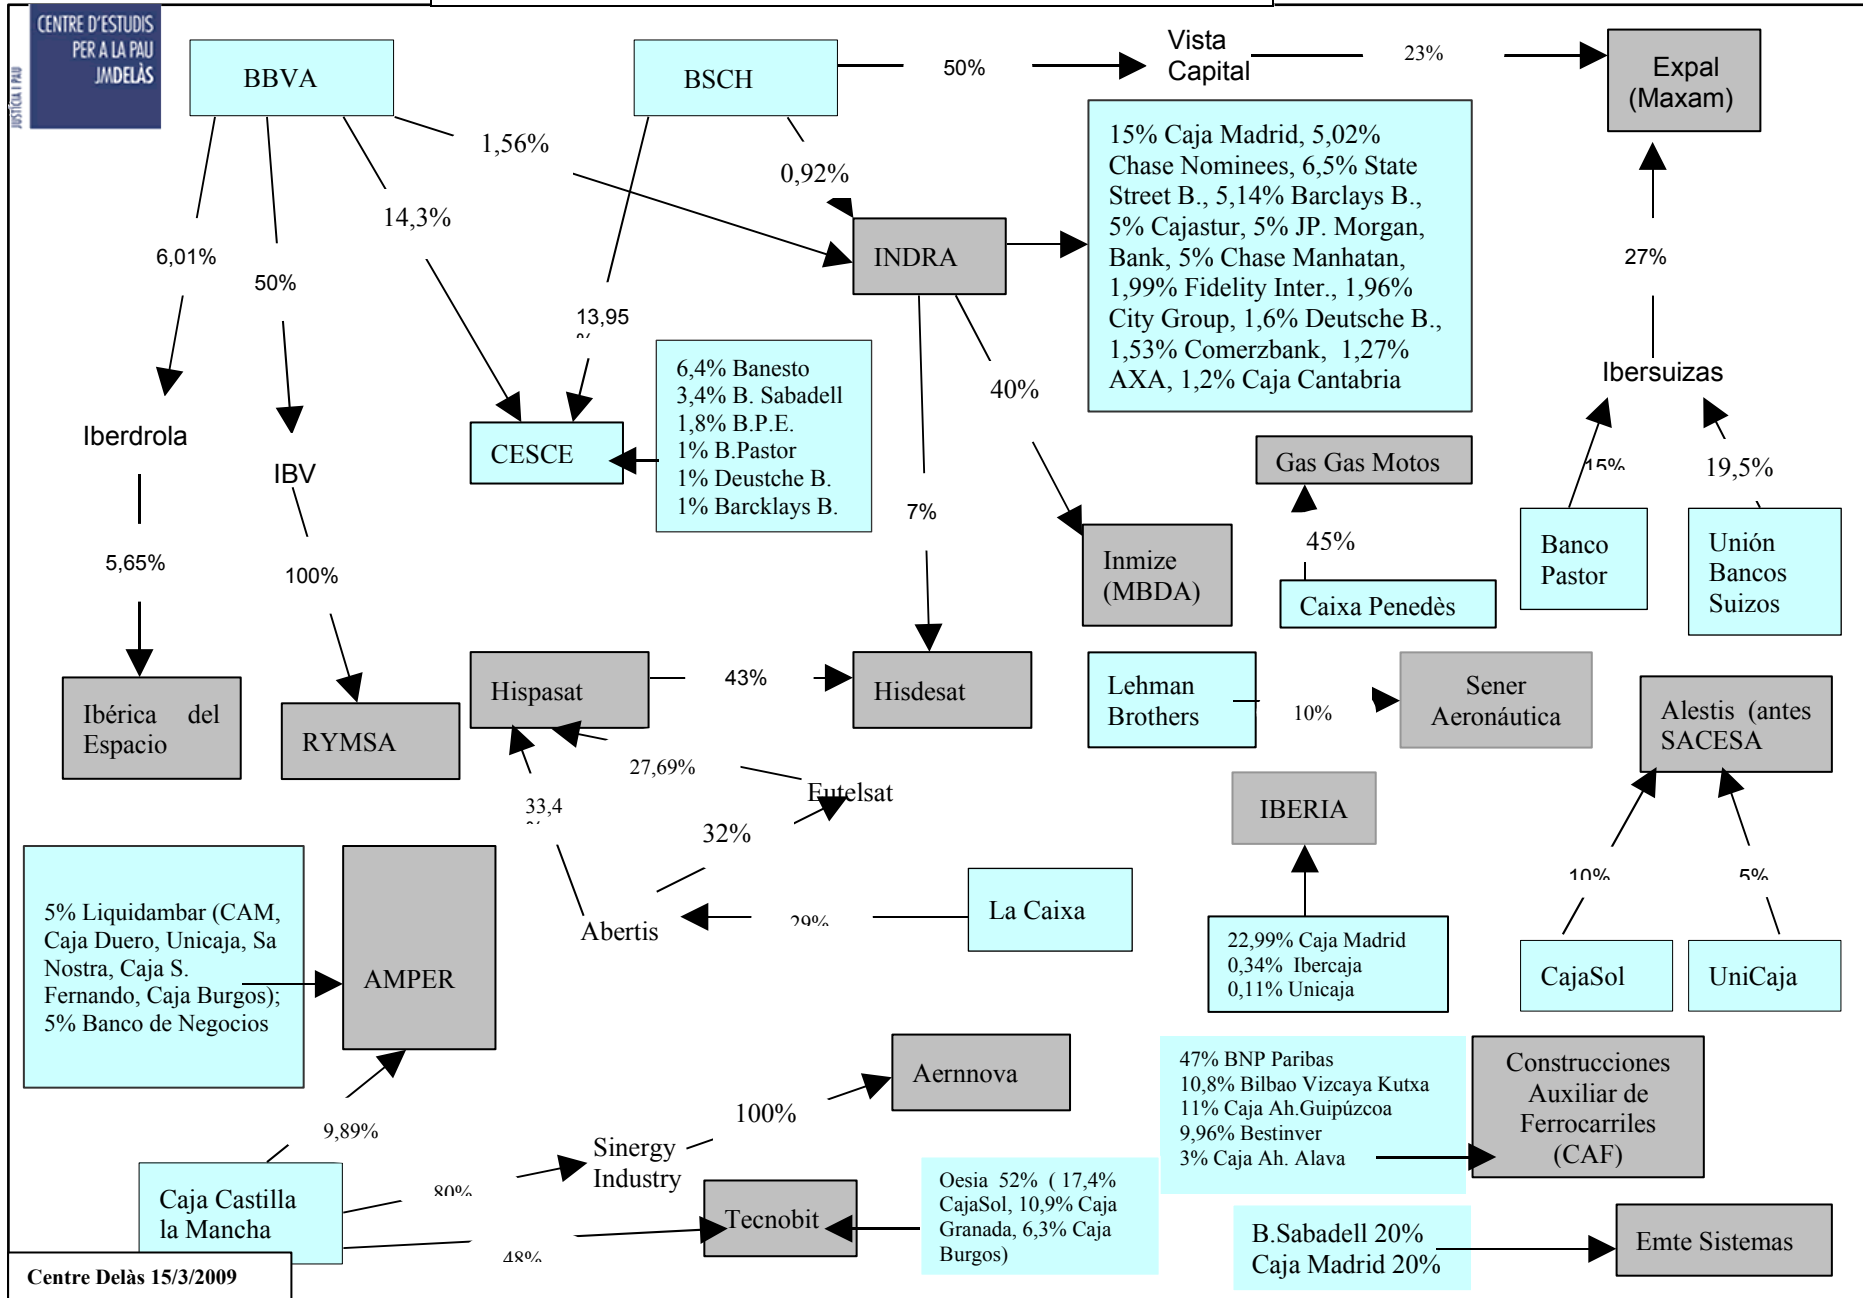 CENTRE D'ESTUDIS
PER A LA PAU
JMDELÀS
JUSTÍCIA I PAU
BBVA
BSCH
50%
Vista
Capital
23%
Expal
(Maxam)
1,56%
0,92%
14,3%
6,01%
50%
13,95
%
INDRA
15% Caja Madrid, 5,02%
Chase Nominees, 6,5% State
Street B., 5,14% Barclays B.,
5% Cajastur, 5% JP. Morgan,
Bank, 5% Chase Manhatan,
1,99% Fidelity Inter., 1,96%
City Group, 1,6% Deutsche B.,
1,53% Comerzbank, 1,27%
AXA, 1,2% Caja Cantabria
27%
Ibersuizas
6,4% Banesto
3,4% B. Sabadell
1,8% B.P.E.
1% B.Pastor
1% Deustche B.
1% Barcklays B.
40%
Iberdrola
IBV
CESCE
Gas Gas Motos
15%
19,5%
7%
5,65%
100%
Inmize
(MBDA)
45%
Caixa Penedès
Banco
Pastor
Unión
Bancos
Suizos
Ibérica del
Espacio
RYMSA
Hispasat
43%
Hisdesat
Lehman
Brothers
10%
Sener
Aeronáutica
Alestis (antes
SACESA
27,69%
Eutelsat
33,4
%
32%
IBERIA
10%
5%
5% Liquidambar (CAM,
Caja Duero, Unicaja, Sa
Nostra, Caja S.
Fernando, Caja Burgos);
5% Banco de Negocios
AMPER
Abertis
29%
La Caixa
22,99% Caja Madrid
0,34% Ibercaja
0,11% Unicaja
CajaSol
UniCaja
Aernnova
47% BNP Paribas
10,8% Bilbao Vizcaya Kutxa
11% Caja Ah.Guipúzcoa
9,96% Bestinver
3% Caja Ah. Alava
Construcciones
Auxiliar de
Ferrocarriles
(CAF)
9,89%
100%
Sinergy
Industry
Caja Castilla
la Mancha
80%
48%
Tecnobit
Oesia 52% ( 17,4%
CajaSol, 10,9% Caja
Granada, 6,3% Caja
Burgos)
B.Sabadell 20%
Caja Madrid 20%
Emte Sistemas
Centre Delàs 15/3/2009